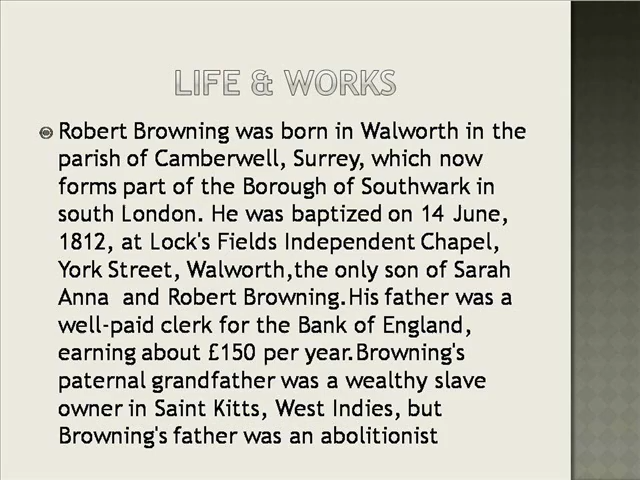 LIFE & WORKS
Robert Browning was born in Walworth in the
parish of Camberwell, Surrey, which now
forms part of the Borough of Southwark in
south London. He was baptized on 14 June,
1812, at Lock's Fields Independent Chapel,
York Street, Walworth,the only son of Sarah
Anna  and Robert Browning.His father was a
well-paid clerk for the Bank of England,
earning about £150 per year.Browning's
paternal grandfather was a wealthy slave
owner in Saint Kitts, West Indies, but
Browning's father was an abolitionist